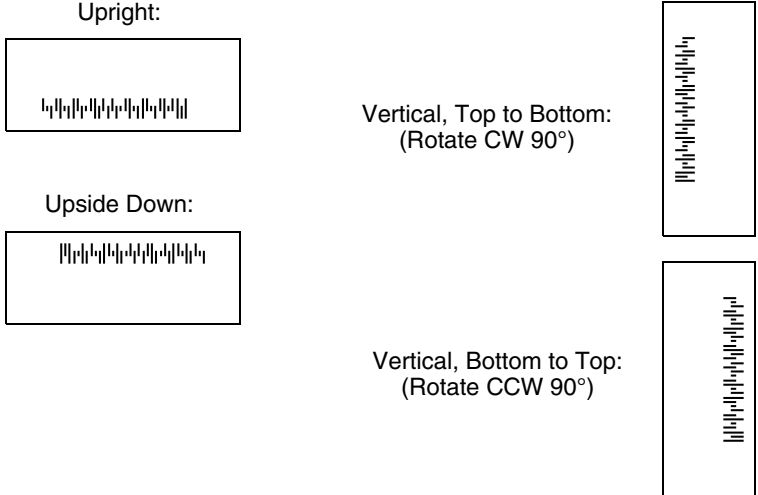 Upright:
Vertical, Top to Bottom:
(Rotate CW 90°)
Upside Down:
Vertical, Bottom to Top:
(Rotate CCW 90°)